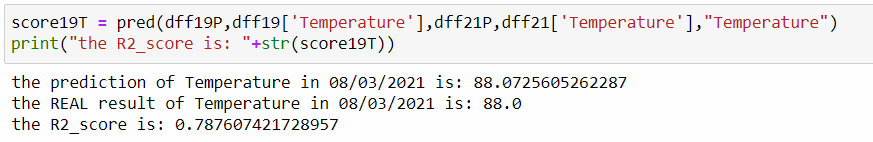 score19T = pred(dff19P,dff19['Temperature'],dff21P,dff21['Temperature'],"Temperature")
print("the R2_score is: "+str(score19T))
the prediction of Temperature in 08/03/2021 is: 88.0725605262287
the REAL result of Temperature in 08/03/2021 is: 88.0
the R2_score is: 0.787607421728957